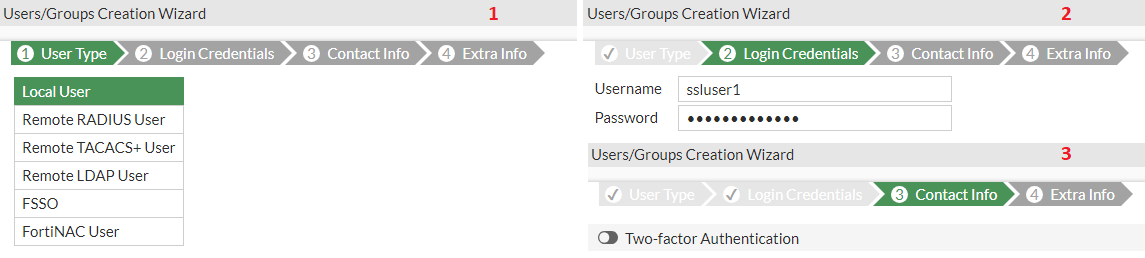 Users/Groups Creation Wizard 1
1 User Type 2 Login Credentials 3 Contact Info 4 Extra Info
Local User
Remote RADIUS User
Remote TACACS+ User
Remote LDAP User
FSSO
FortiNAC User
Users/Groups Creation Wizard 2
User Type 2 Login Credentials 3 Contact Info 4 Extra Info
Username ssluser1
Password •••••••••••••
Users/Groups Creation Wizard 3
User Type Login Credentials 3 Contact Info 4 Extra Info
Two-factor Authentication